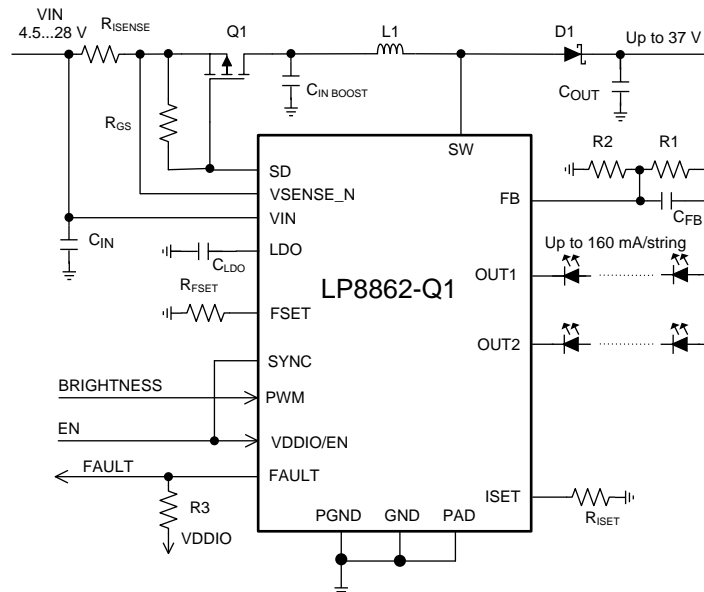 VIN
4.5...28 V
RISENSE
Q1
L1
D1
Up to 37 V
CIN BOOST
COUT
RGS
SW
R2
R1
SD
VSENSE_N
FB
VIN
CFB
CIN
LDO
CLDO
Up to 160 mA/string
RFSET
LP8862-Q1
OUT1
FSET
OUT2
SYNC
BRIGHTNESS
PWM
EN
VDDIO/EN
FAULT
FAULT
R3
ISET
RISET
VDDIO
PGND
GND
PAD